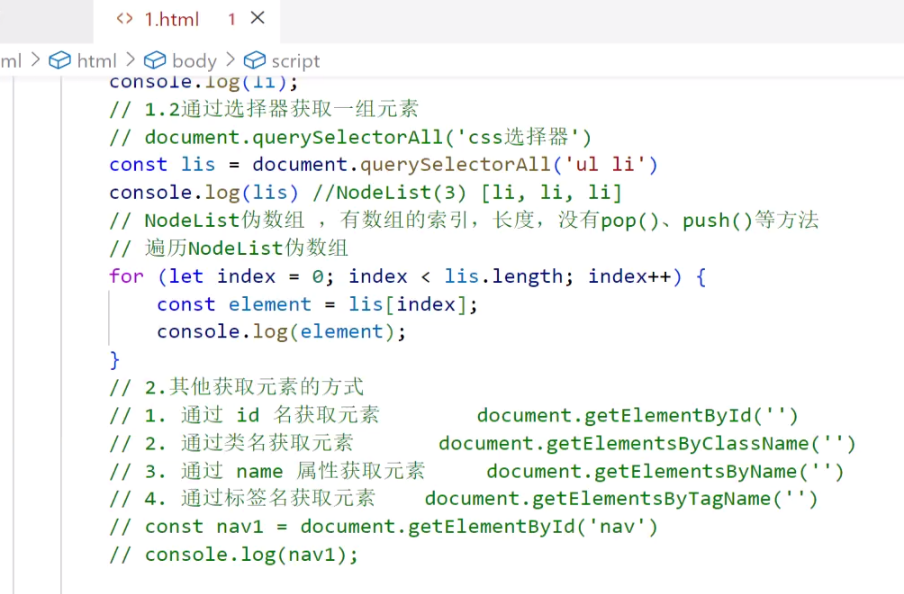 <> 1.html 1 ×
ml > html > body > script
console.log(li);
// 1.2通过选择器获取一组元素
// document.querySelectorAll('css选择器')
const lis = document.querySelectorAll('ul li')
console.log(lis) //NodeList(3) [li, li, li]
// NodeList伪数组 ，有数组的索引，长度，没有pop()、push()等方法
// 遍历NodeList伪数组
for (let index = 0; index < lis.length; index++) {
    const element = lis[index];
    console.log(element);
}
// 2.其他获取元素的方式
// 1. 通过 id 名获取元素        document.getElementById('')
// 2. 通过类名获取元素       document.getElementsByClassName('')
// 3. 通过 name 属性获取元素     document.getElementsByName('')
// 4. 通过标签名获取元素    document.getElementsByTagName('')
// const nav1 = document.getElementById('nav')
// console.log(nav1);